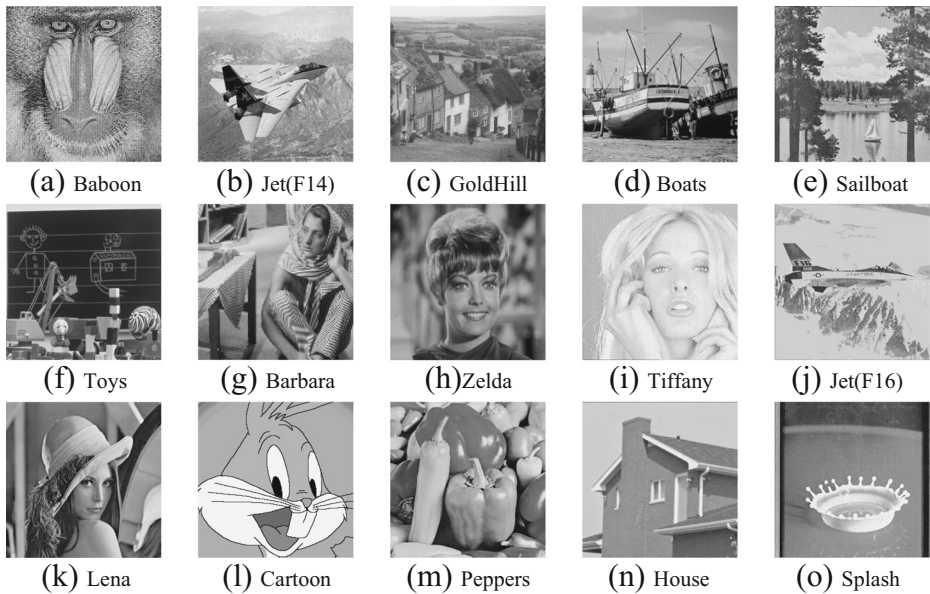 (a) Baboon (b) Jet(F14) (c) GoldHill (d) Boats (e) Sailboat
(f) Toys (g) Barbara (h)Zelda (i) Tiffany (j) Jet(F16)
(k) Lena (l) Cartoon (m) Peppers (n) House (o) Splash